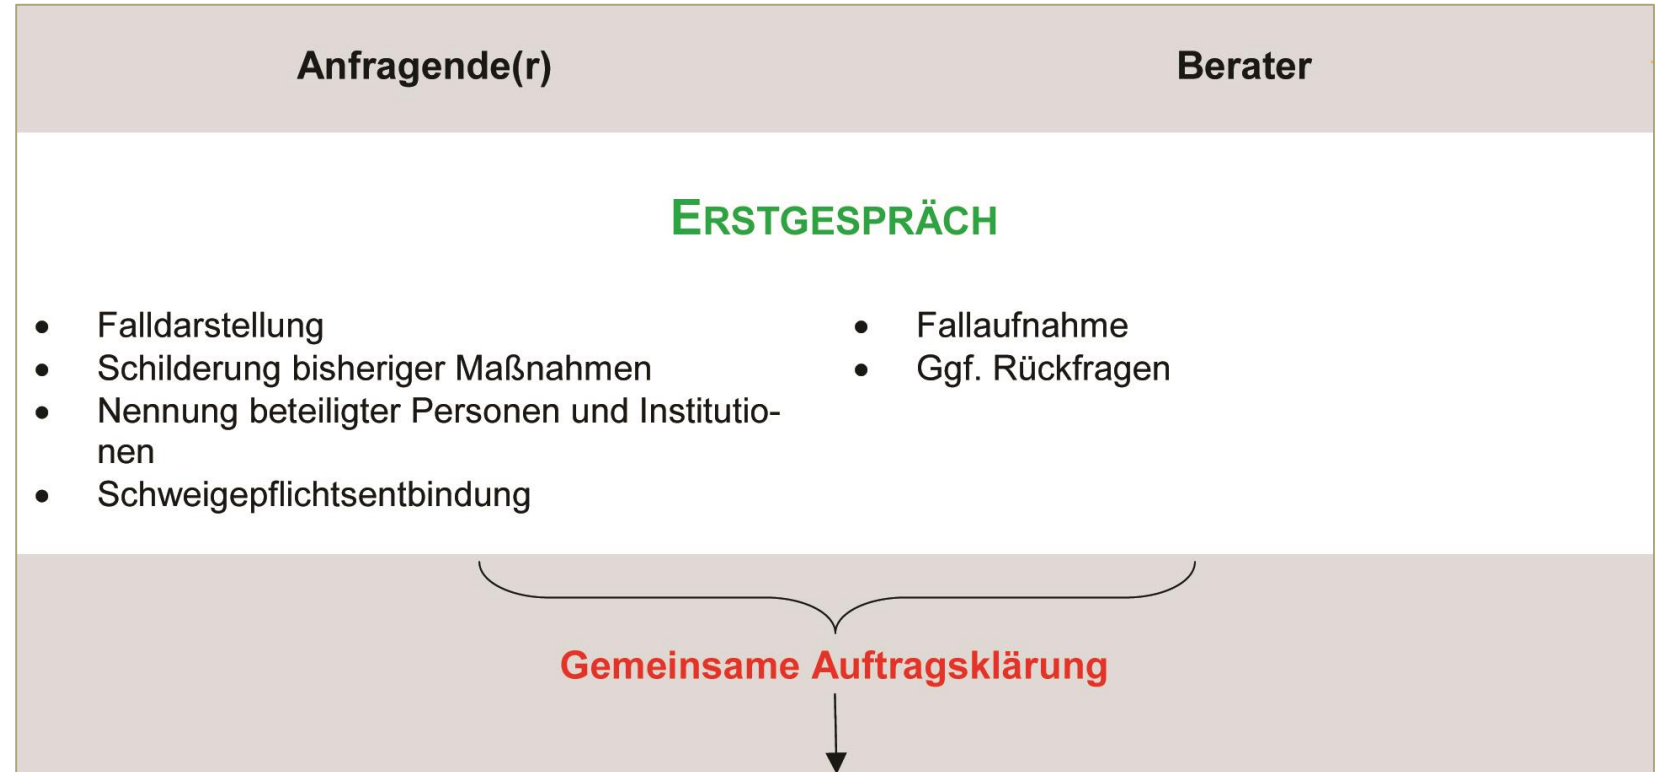 Anfragende(r)
Berater
ERSTGESPRÄCH
• Falldarstellung
• Schilderung bisheriger Maßnahmen
• Nennung beteiligter Personen und Institutio-
nen
• Schweigepflichtsentbindung
• Fallaufnahme
• Ggf. Rückfragen
Gemeinsame Auftragsklärung